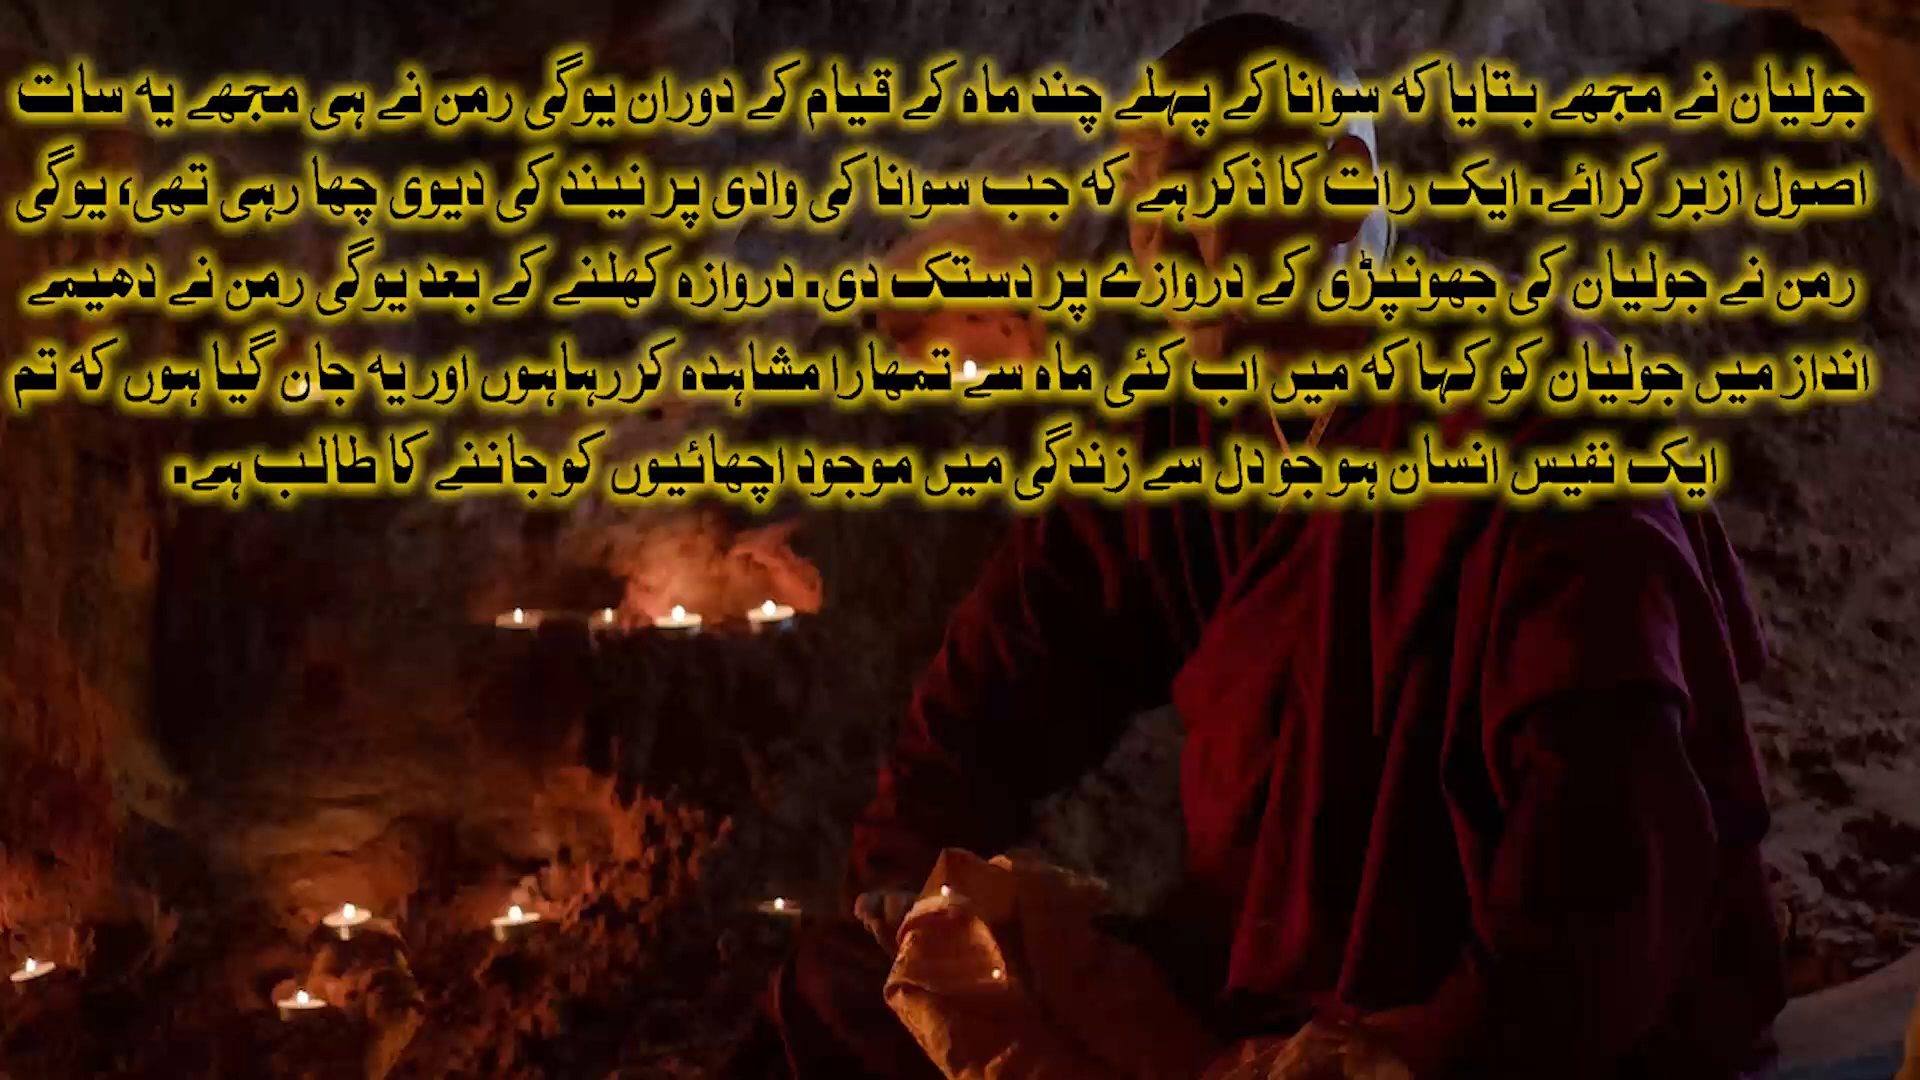 جولیان نے مجھے بتایا کہ سوانا کے پہلے چند ماہ کے قیام کے دوران یوگی رمن نے ہی مجھے یہ سات
اصول ازبر کرائے۔ ایک رات کا ذکر ہے کہ جب سوانا کی وادی پر نیند کی دیوی چھا رہی تھی، یوگی
رمن نے جولیان کی جھونپڑی کے دروازے پر دستک دی۔ دروازہ کھلنے کے بعد یوگی رمن نے دھیمے
انداز میں جولیان کو کہا کہ میں اب کئی ماہ سے تمھارا مشاہدہ کررہاہوں اور یہ جان گیا ہوں کہ تم
ایک نفیس انسان ہو جو دل سے زندگی میں موجود اچھائیوں کو جاننے کا طالب ہے۔